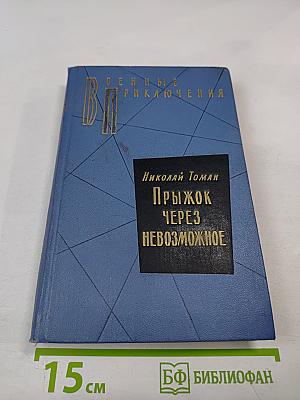 Военные
Приключения
Николай Томан
Прыжок
через
невозможное
15 см
БФ БИБЛИОФАН